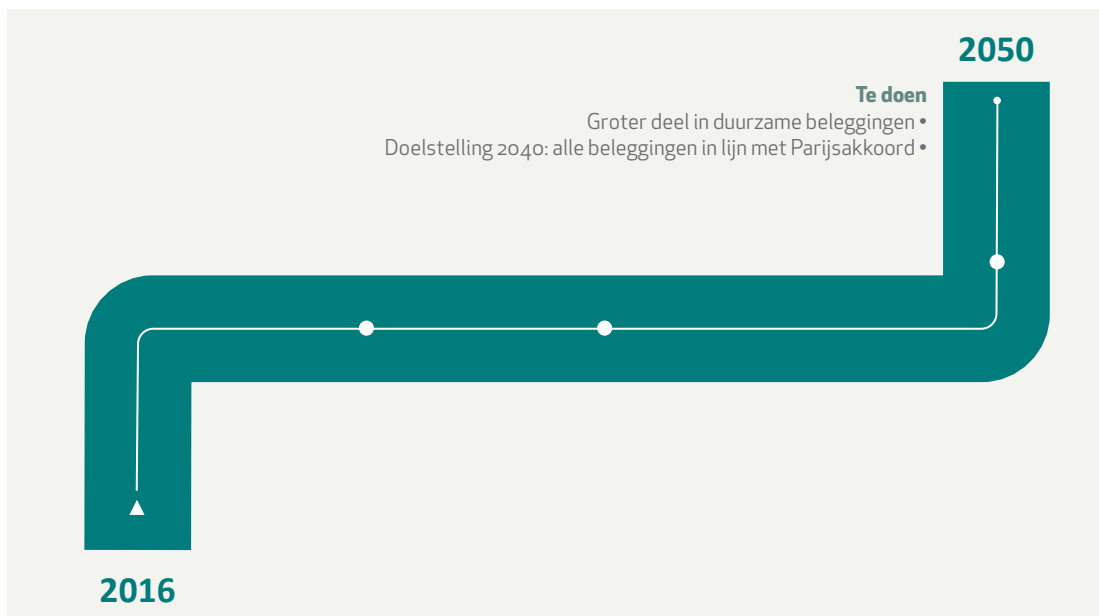 2050
Te doen
Groter deel in duurzame beleggingen •
Doelstelling 2040: alle beleggingen in lijn met Parijsakkoord •
2016